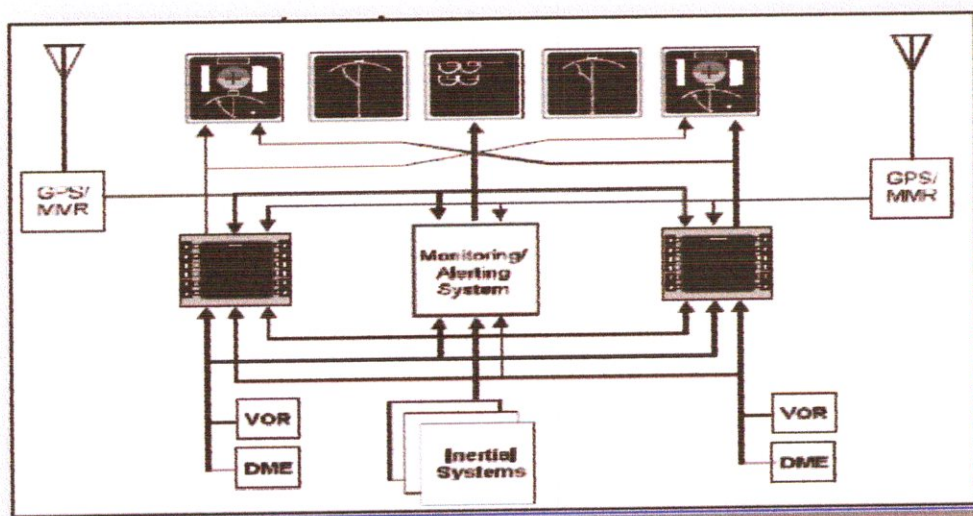 GPS/
MMR
GPS/
MMR
Monitoring/
Alerting
System
VOR
DME
Inertial
Systems
VOR
DME